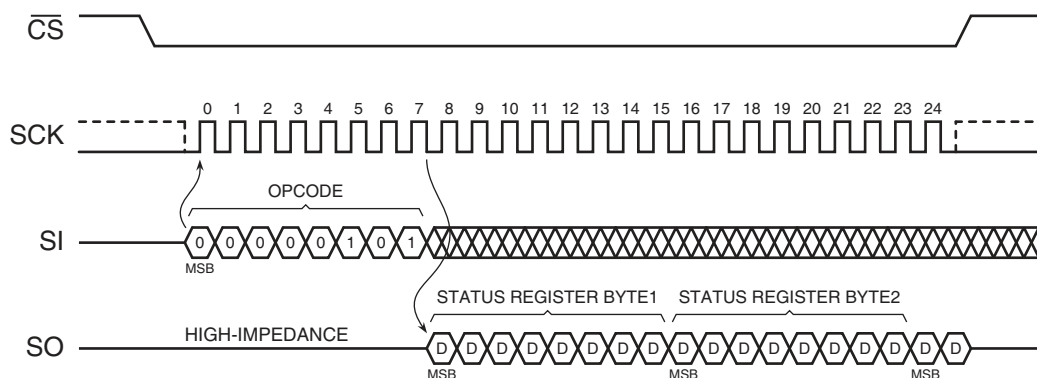 CS
0 1 2 3 4 5 6 7 8 9 10 11 12 13 14 15 16 17 18 19 20 21 22 23 24
SCK
OPCODE
SI 0 0 0 0 0 1 0 1
MSB
STATUS REGISTER BYTE1 STATUS REGISTER BYTE2
HIGH-IMPEDANCE
SO D D D D D D D D D D D D D D D D D D
MSB MSB MSB